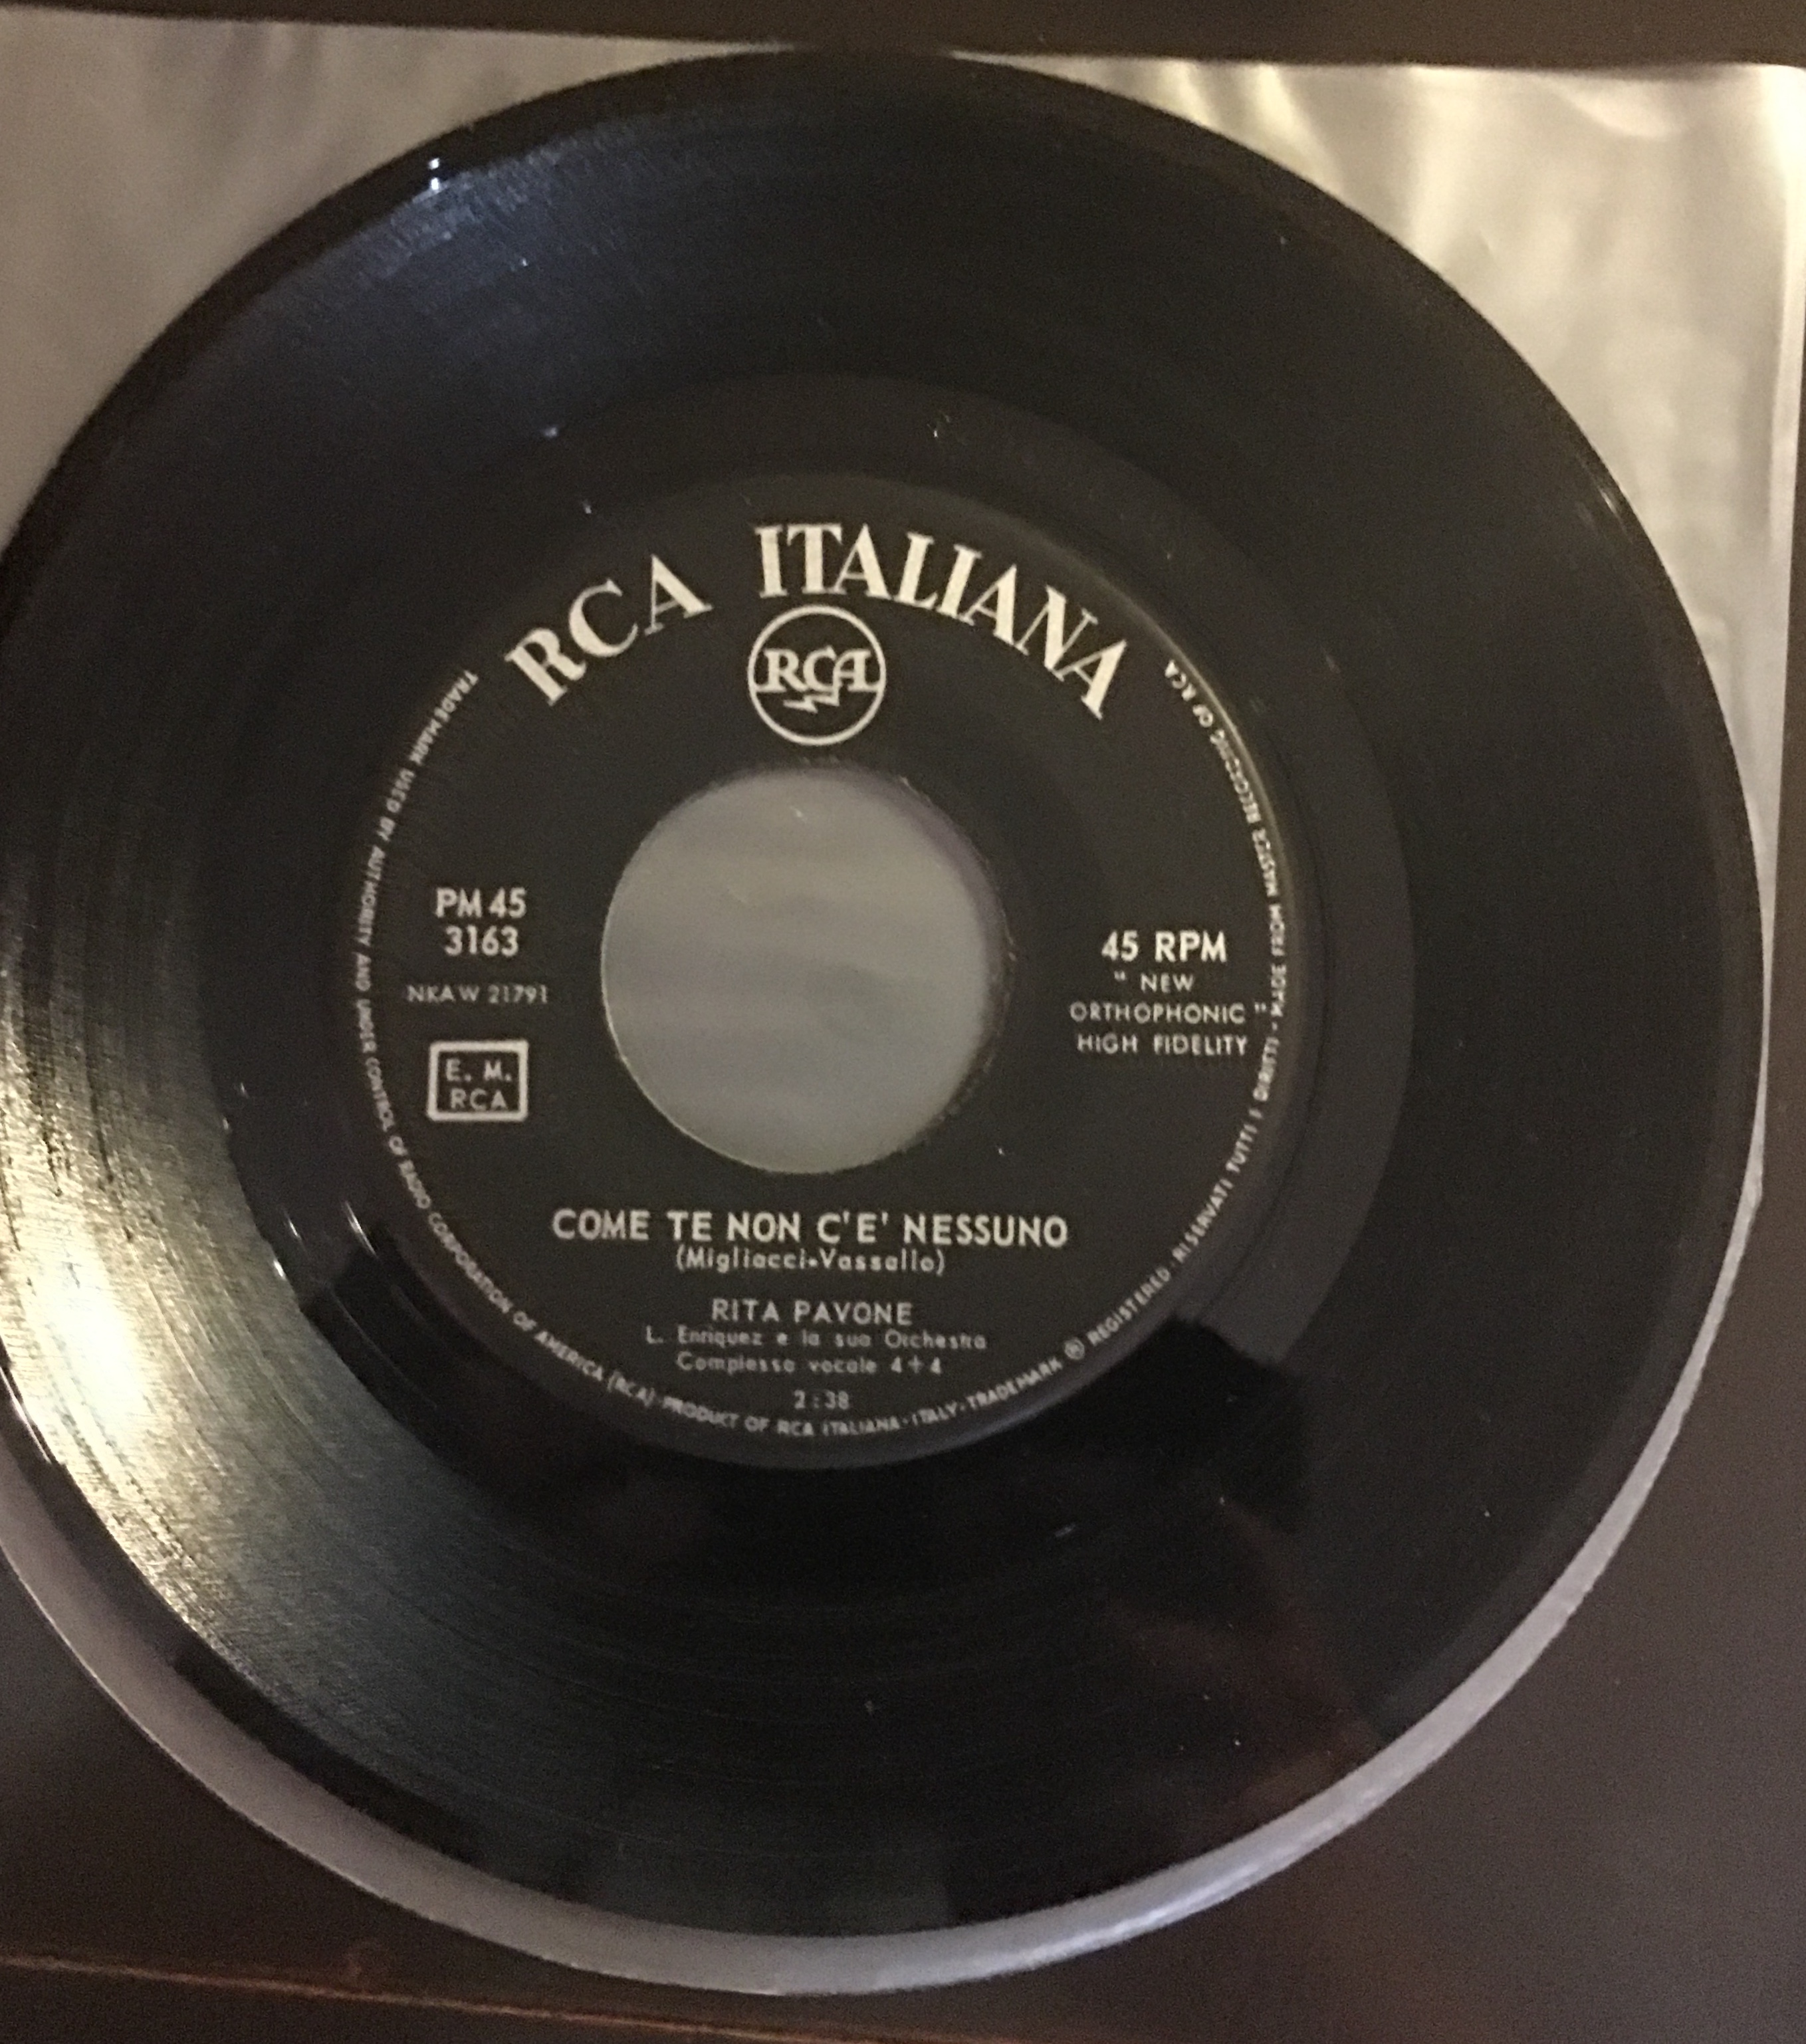 RCA ITALIANA
RCA
PM 45
3163
NKAW 21791
E. M.
RCA
45 RPM
" NEW
ORTHOPHONIC "
HIGH FIDELITY
COME TE NON C'E' NESSUNO
(Migliacci-Vassallo)
RITA PAVONE
L. Enriquez e la sua Orchestra
Complesso vocale 4+4
2:38
TRADEMARK USED BY AUTHORITY AND UNDER CONTROL OF RADIO CORPORATION OF AMERICA (RCA)·PRODUCT OF RCA ITALIANA·ITALY·TRADEMARK ® REGISTERED·RISERVATI TUTTI I DIRITTI·MADE FROM MASTER RECORDING OF RCA